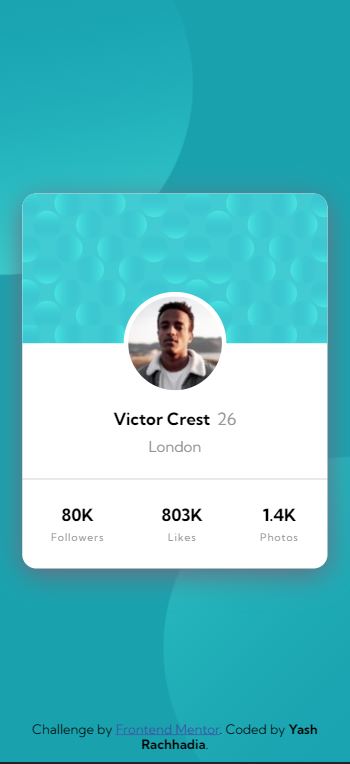 Victor Crest 26
London
80K 803K 1.4K
Followers Likes Photos
Challenge by Frontend Mentor. Coded by Yash
Rachhadia.